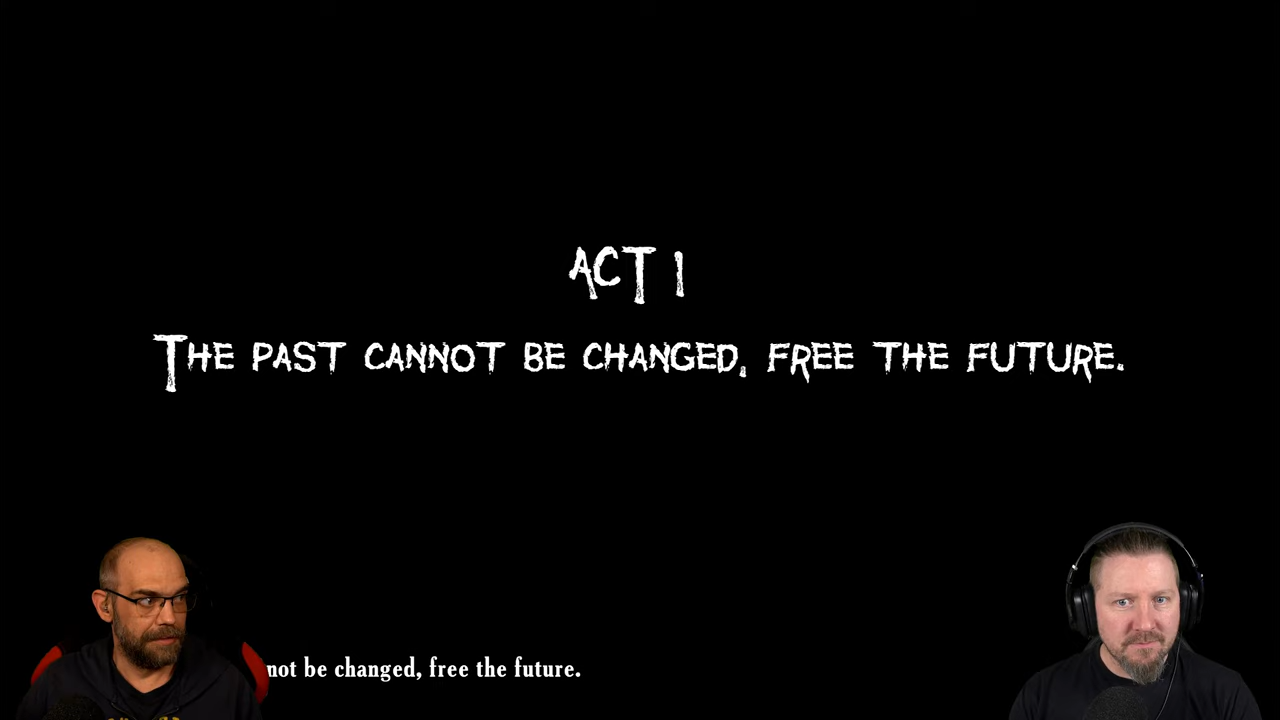 ACT 1
The past cannot be changed, free the future.
not be changed, free the future.